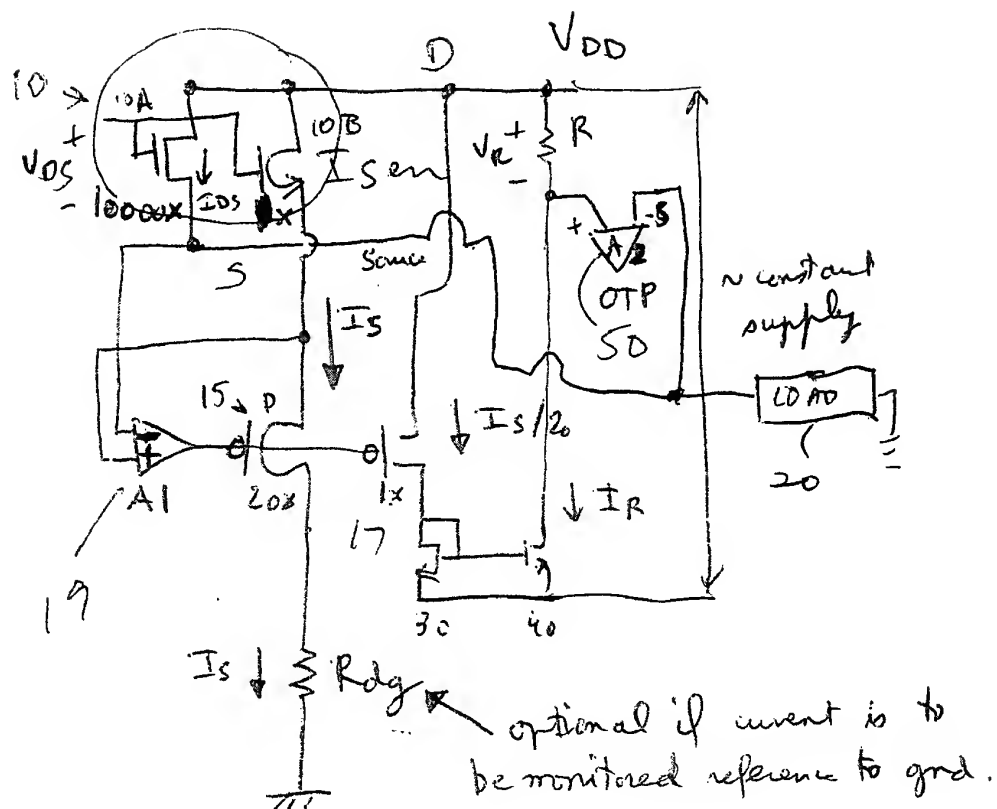 D
VDD
10
10A
10B
+
VDS
-
10000x
IDS
x
ISen
VR
+
-
R
+
-
A2
OTP
50
S
Source
~ constant
supply
IS
15
D
IS/20
LOAD
20
-
+
A1
20x
1x
17
IR
19
30
40
IS
Rdg
optional if current is to
be monitored reference to gnd.